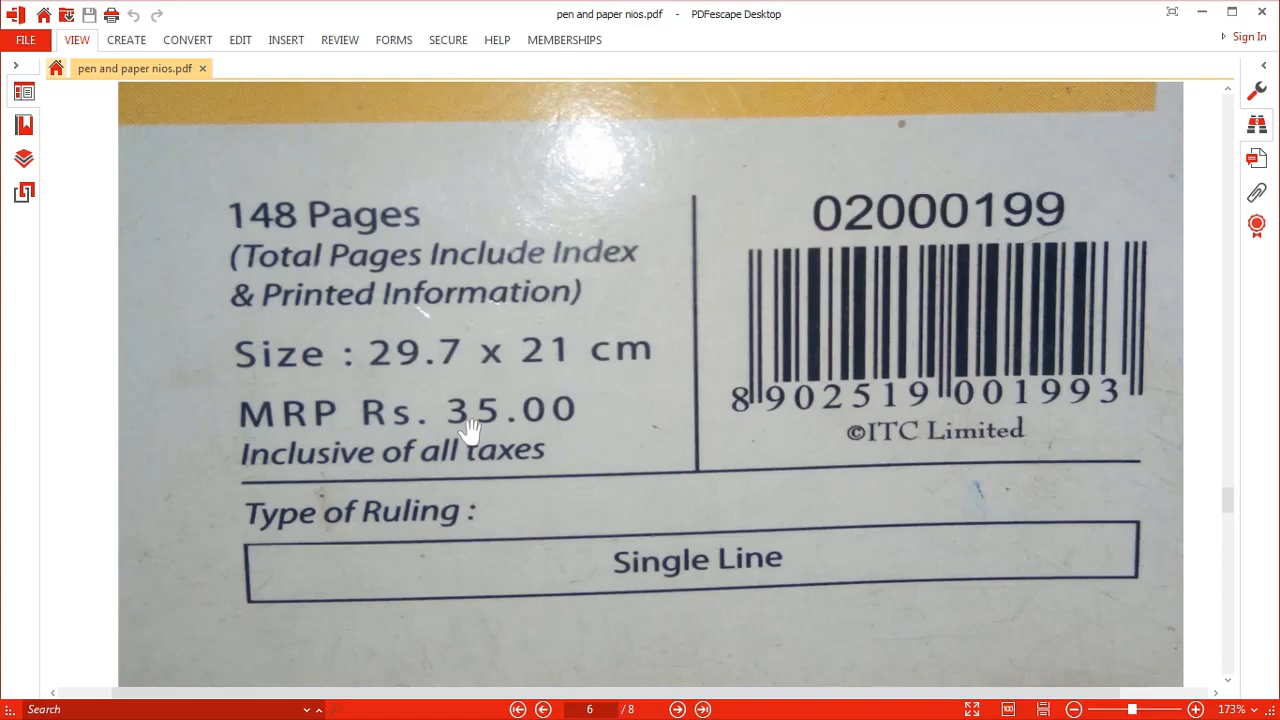 pen and paper nios.pdf - PDFescape Desktop
FILE VIEW CREATE CONVERT EDIT INSERT REVIEW FORMS SECURE HELP MEMBERSHIPS Sign In
pen and paper nios.pdf
148 Pages
(Total Pages Include Index
& Printed Information)
Size : 29.7 x 21 cm
MRP Rs. 35.00
Inclusive of all taxes
02000199
8 902519 001993
©ITC Limited
Type of Ruling :
Single Line
Search 6 / 8 100 173%